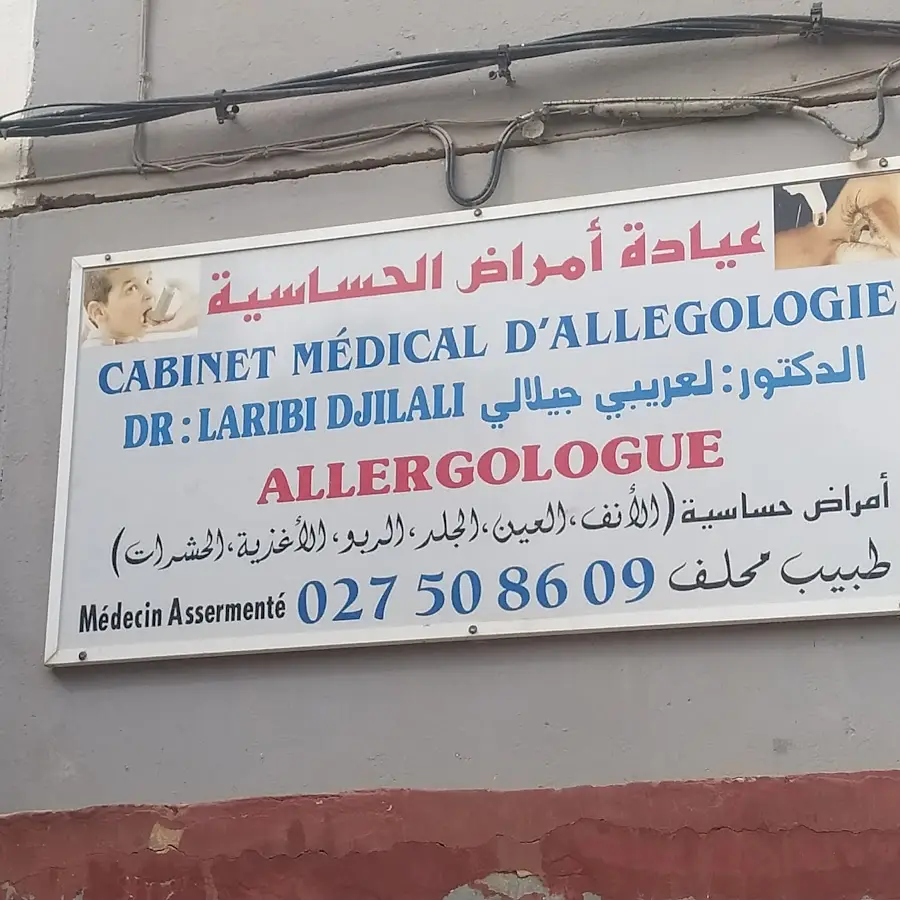 عيادة أمراض الحساسية
CABINET MÉDICAL D'ALLEGOLOGIE
DR : LARIBI DJILALI الدكتور: لعريبي جيلالي
ALLERGOLOGUE
أمراض حساسية (الأنف، العين، الجلد، الربو، الأغذية، الحشرات)
Médecin Assermenté 027 50 86 09 طبيب محلف